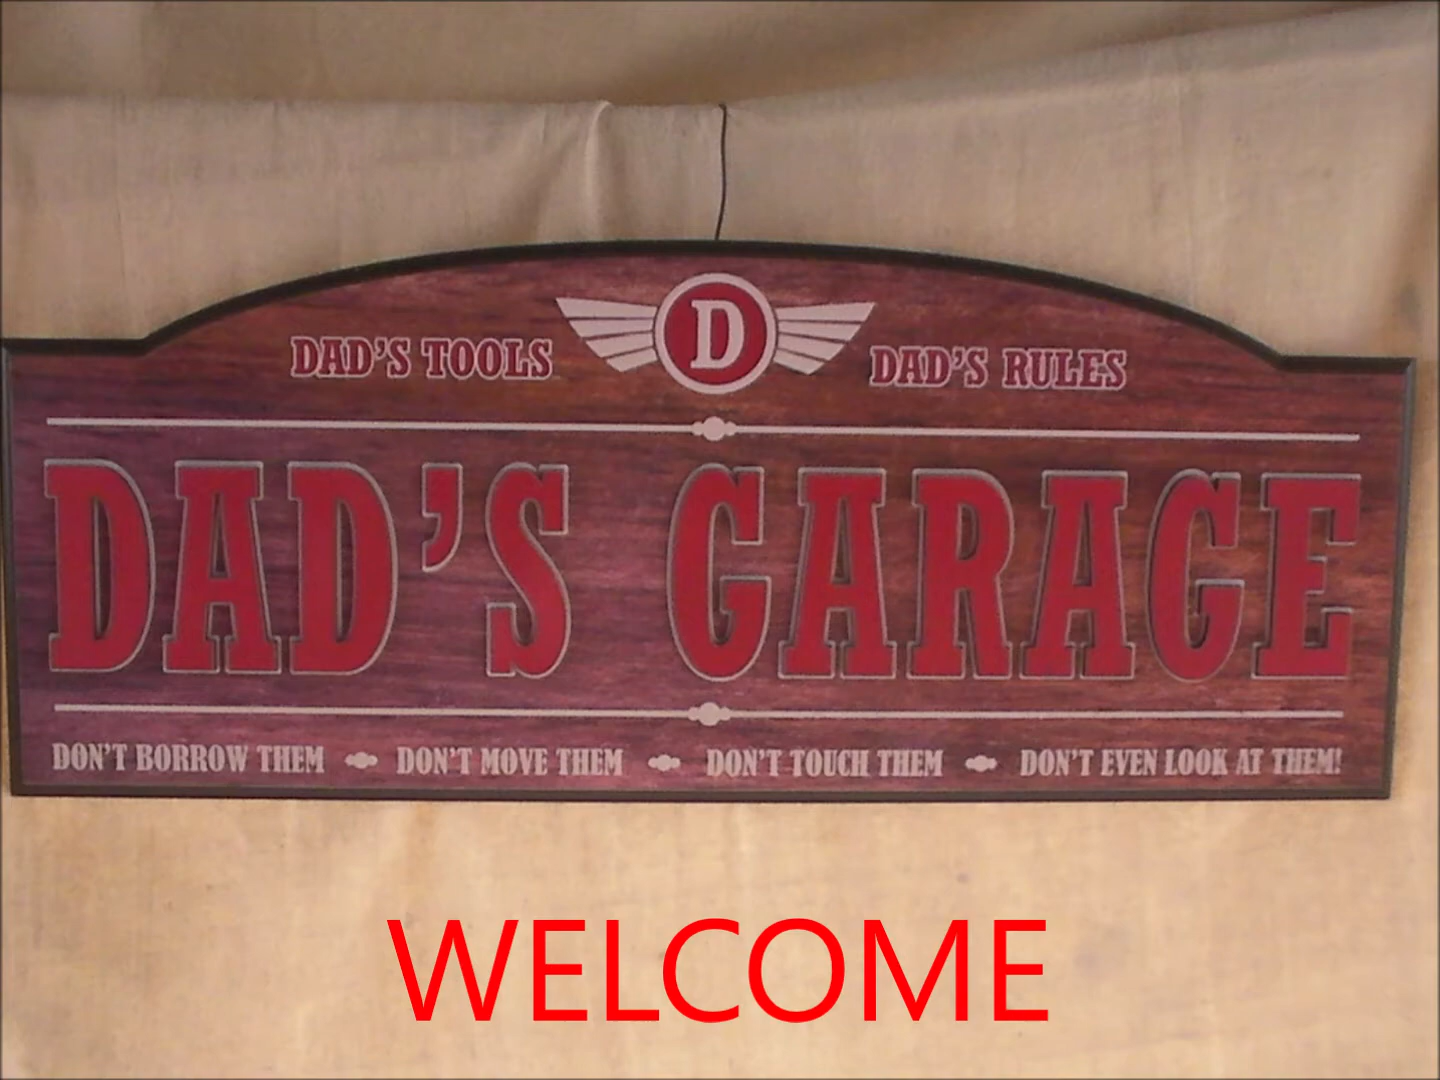 D
DAD'S TOOLS DAD'S RULES
DAD'S GARAGE
DON'T BORROW THEM DON'T MOVE THEM DON'T TOUCH THEM DON'T EVEN LOOK AT THEM!
WELCOME